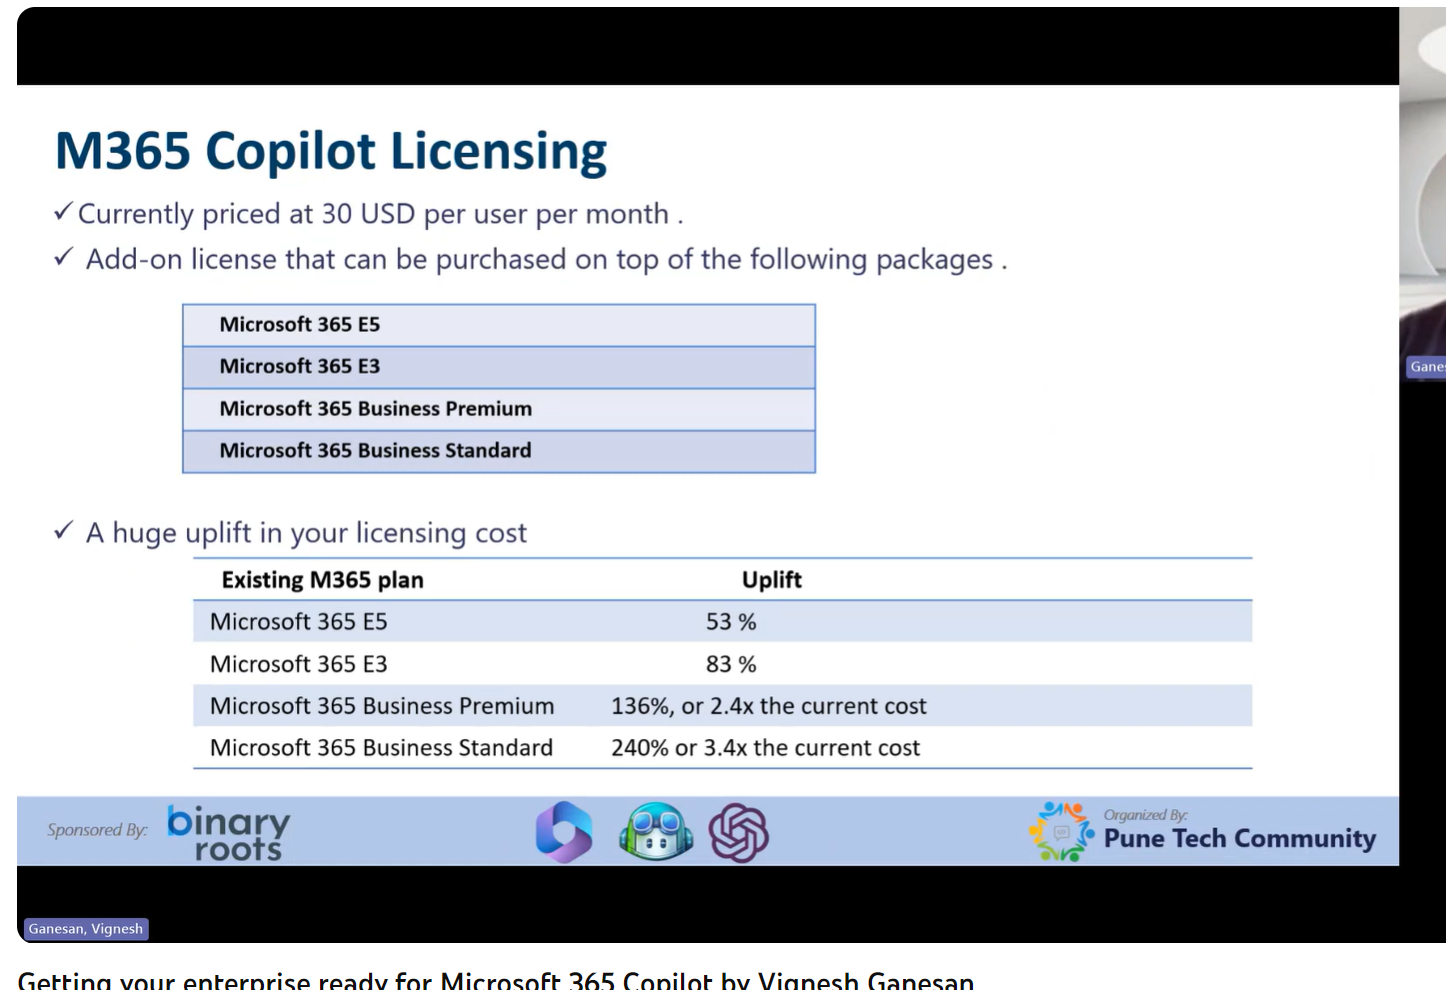 M365 Copilot Licensing
✓ Currently priced at 30 USD per user per month .
✓ Add-on license that can be purchased on top of the following packages .
Microsoft 365 E5
Microsoft 365 E3
Microsoft 365 Business Premium
Microsoft 365 Business Standard
✓ A huge uplift in your licensing cost
Existing M365 plan Uplift
Microsoft 365 E5 53 %
Microsoft 365 E3 83 %
Microsoft 365 Business Premium 136%, or 2.4x the current cost
Microsoft 365 Business Standard 240% or 3.4x the current cost
Sponsored By: binary roots
Organized By:
Pune Tech Community
Ganes
Ganesan, Vignesh
Getting your enterprise ready for Microsoft 365 Copilot by Vignesh Ganesan